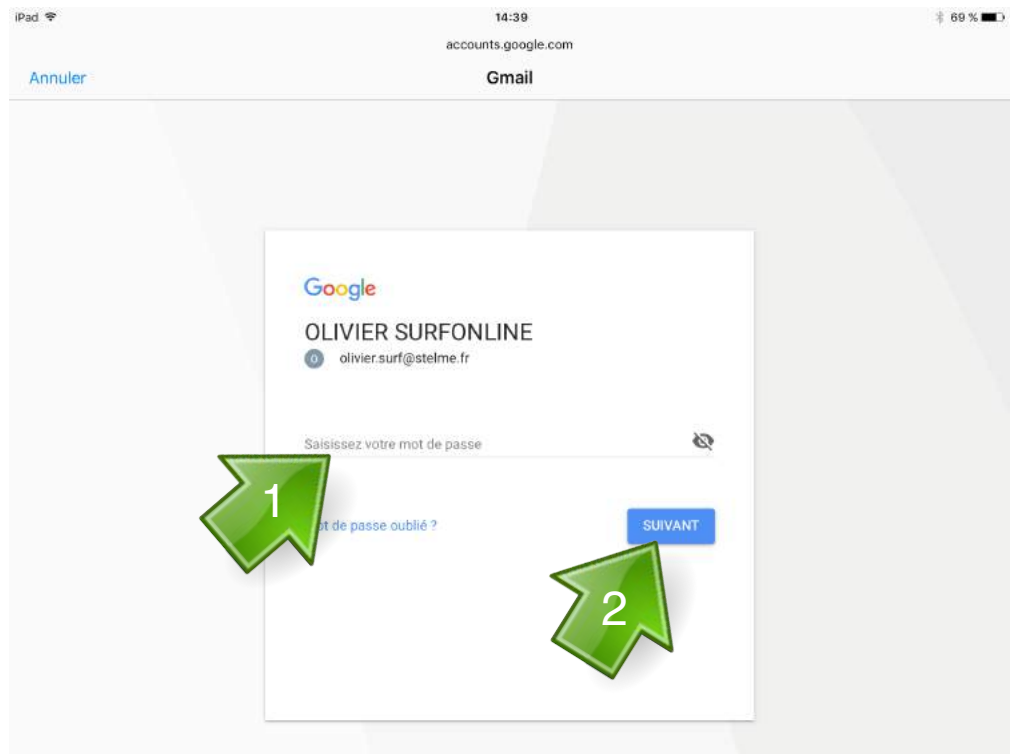 iPad 14:39 69 %
accounts.google.com
Annuler Gmail
Google
OLIVIER SURFONLINE
O olivier.surf@stelme.fr
Saisissez votre mot de passe
1
de passe oublié ? SUIVANT
2